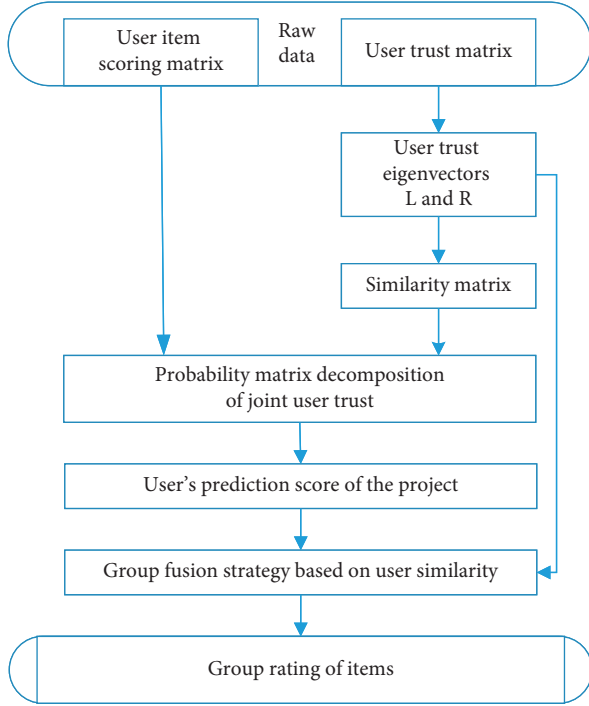 User item
scoring matrix
Raw
data
User trust matrix
User trust
eigenvectors
L and R
Similarity matrix
Probability matrix decomposition
of joint user trust
User's prediction score of the project
Group fusion strategy based on user similarity
Group rating of items